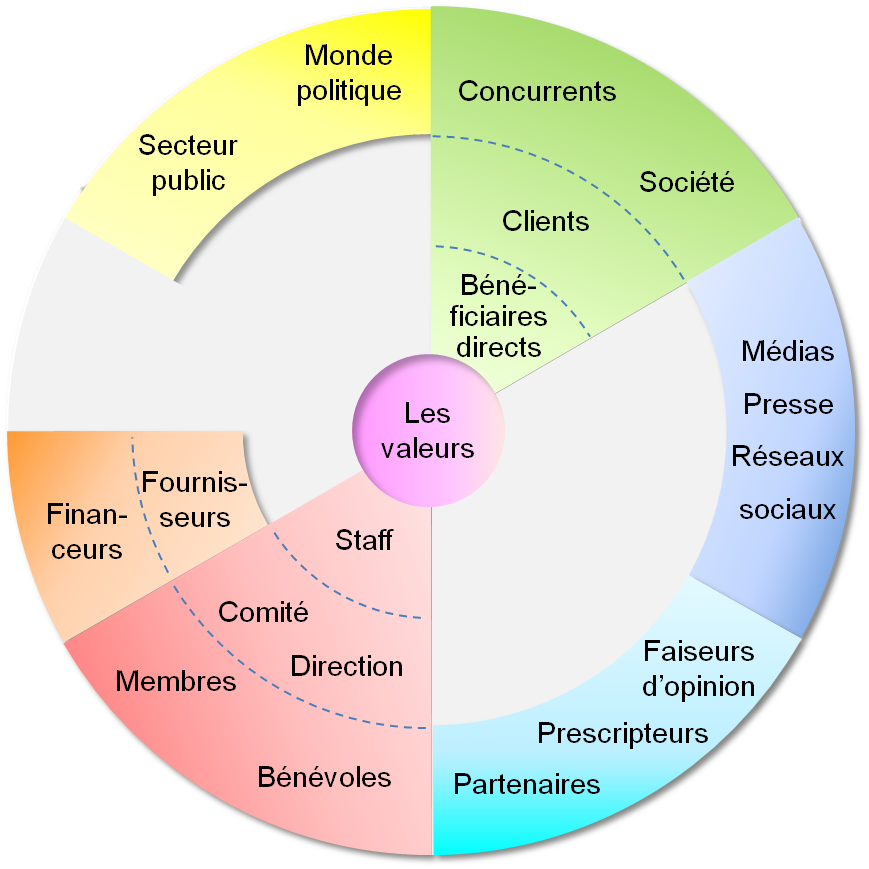 Monde
politique
Secteur
public
Concurrents
Société
Clients
Béné-
ficiaires
directs
Médias
Presse
Réseaux
sociaux
Les
valeurs
Fournis-
seurs
Finan-
ceurs
Staff
Comité
Direction
Membres
Bénévoles
Faiseurs
d’opinion
Prescripteurs
Partenaires